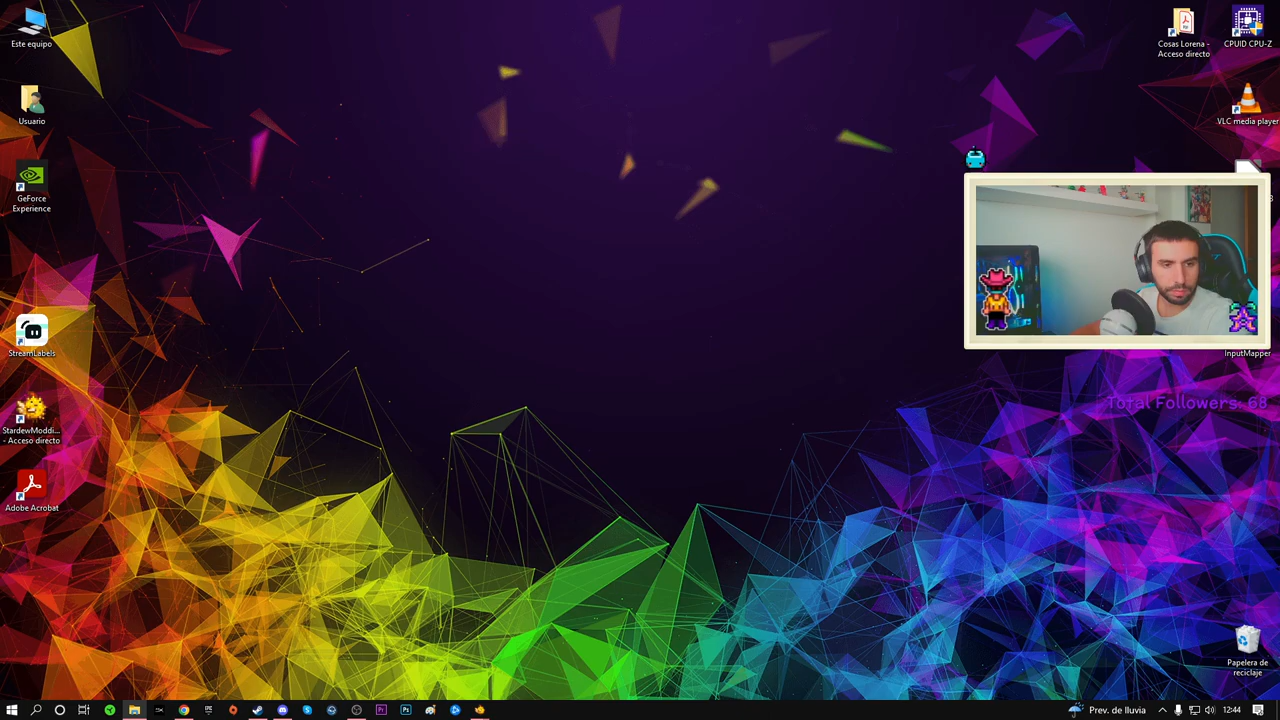 Este equipo
Usuario
GeForce
Experience
StreamLabels
StardewModdi...
- Acceso directo
Adobe Acrobat
Cosas Lorena -
Acceso directo
CPUID CPU-Z
VLC media player
3
InputMapper
Total Followers: 68
Papelera de
reciclaje
Prev. de lluvia
12:44